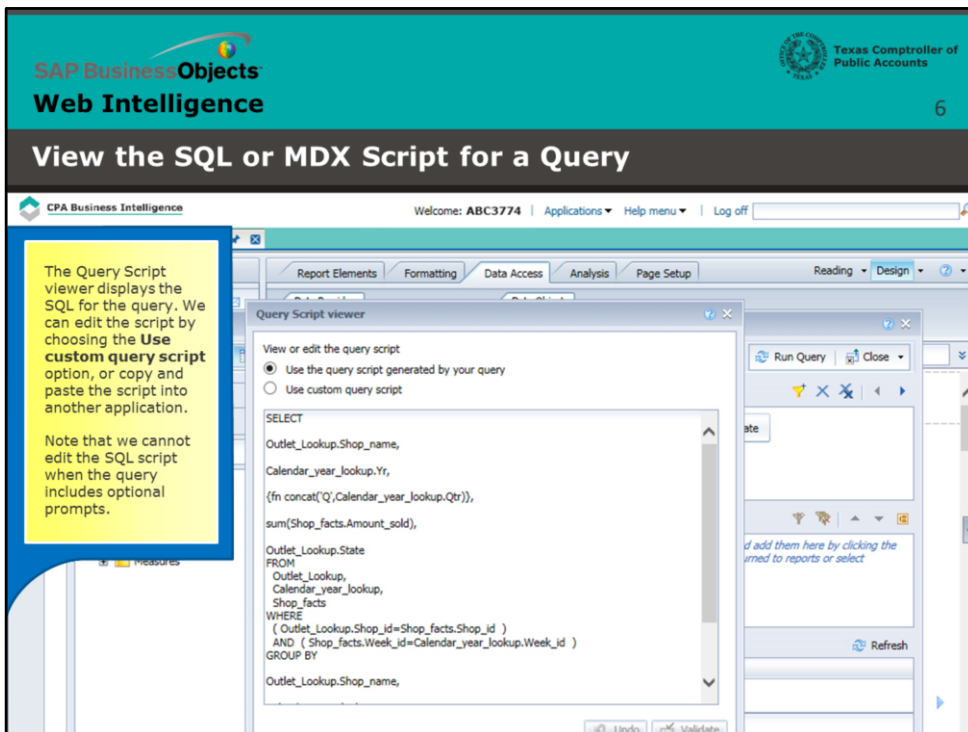 SAP BusinessObjects
Web Intelligence
Texas Comptroller of
Public Accounts
6
View the SQL or MDX Script for a Query
CPA Business Intelligence
Welcome: ABC3774 | Applications | Help menu | Log off
Report Elements Formatting Data Access Analysis Page Setup
Reading Design
The Query Script
viewer displays the
SQL for the query. We
can edit the script by
choosing the Use
custom query script
option, or copy and
paste the script into
another application.
Note that we cannot
edit the SQL script
when the query
includes optional
prompts.
Query Script viewer
View or edit the query script
Use the query script generated by your query
Use custom query script
SELECT
Outlet_Lookup.Shop_name,
Calendar_year_lookup.Yr,
{fn concat('Q',Calendar_year_lookup.Qtr)},
sum(Shop_facts.Amount_sold),
Outlet_Lookup.State
FROM
Outlet_Lookup,
Calendar_year_lookup,
Shop_facts
WHERE
( Outlet_Lookup.Shop_id=Shop_facts.Shop_id )
AND ( Shop_facts.Week_id=Calendar_year_lookup.Week_id )
GROUP BY
Outlet_Lookup.Shop_name,
Undo Validate
Run Query Close
ate
d add them here by clicking the
urned to reports or select
Refresh
Measures